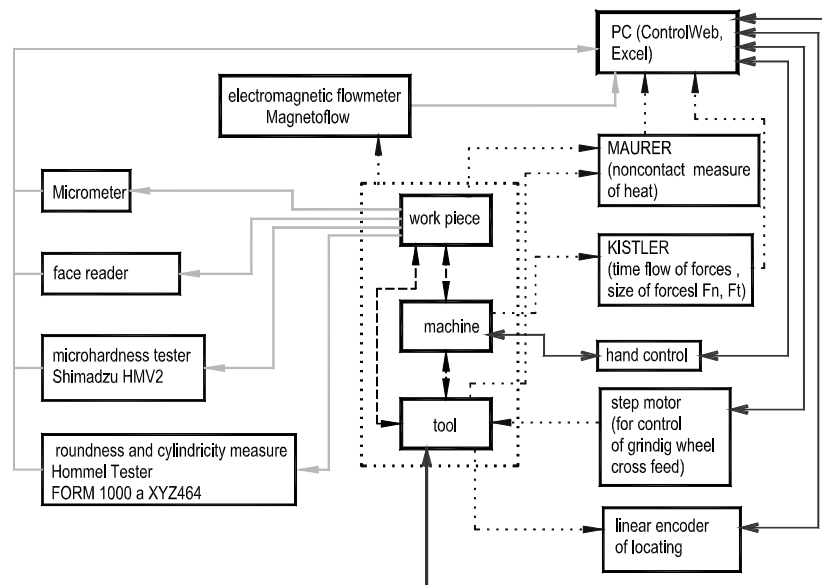 PC (ControlWeb,
Excel)
electromagnetic flowmeter
Magnetoflow
MAURER
(noncontact measure
of heat)
Micrometer
work piece
face reader
KISTLER
(time flow of forces ,
size of forcesl Fn, Ft)
machine
hand control
microhardness tester
Shimadzu HMV2
tool
step motor
(for control
of grindig wheel
cross feed)
roundness and cylindricity measure
Hommel Tester
FORM 1000 a XYZ464
linear encoder
of locating